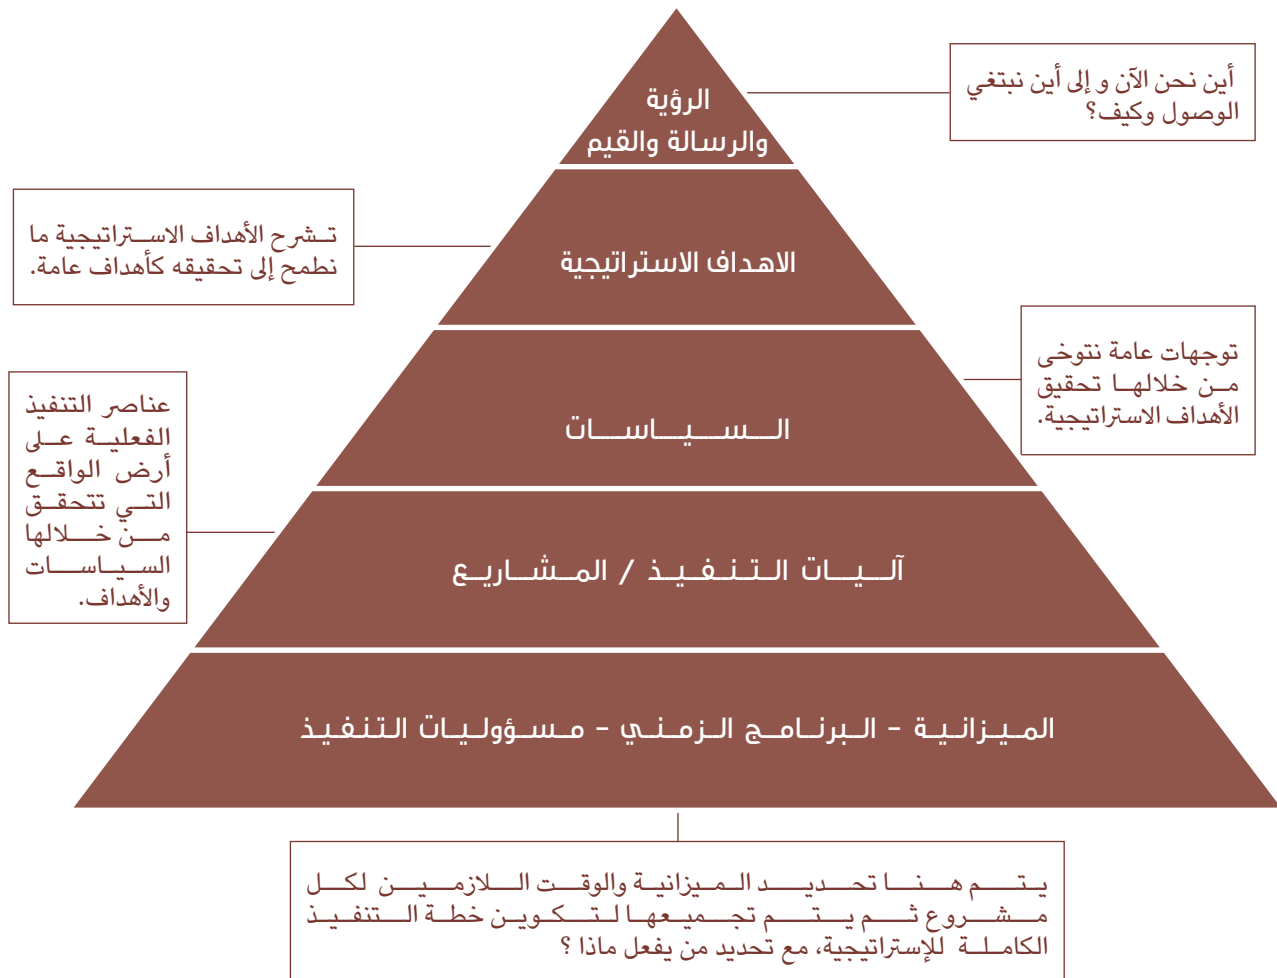 أين نحن الآن و إلى أين نبتغي
الوصول وكيف؟
الرؤية
والرسالة والقيم
تشرح الأهداف الاستراتيجية ما
نطمح إلى تحقيقه كأهداف عامة.
الاهداف الاستراتيجية
توجهات عامة نتوخى
من خلالها تحقيق
الأهداف الاستراتيجية.
السياسات
عناصر التنفيذ
الفعلية على
أرض الواقع
التي تتحقق
من خلالها
السياسات
والأهداف.
آليات التنفيذ / المشاريع
الميزانية - البرنامج الزمني - مسؤوليات التنفيذ
يتم هنا تحديد الميزانية والوقت اللازمين لكل
مشروع ثم يتم تجميعها لتكوين خطة التنفيذ
الكاملة للإستراتيجية، مع تحديد من يفعل ماذا ؟